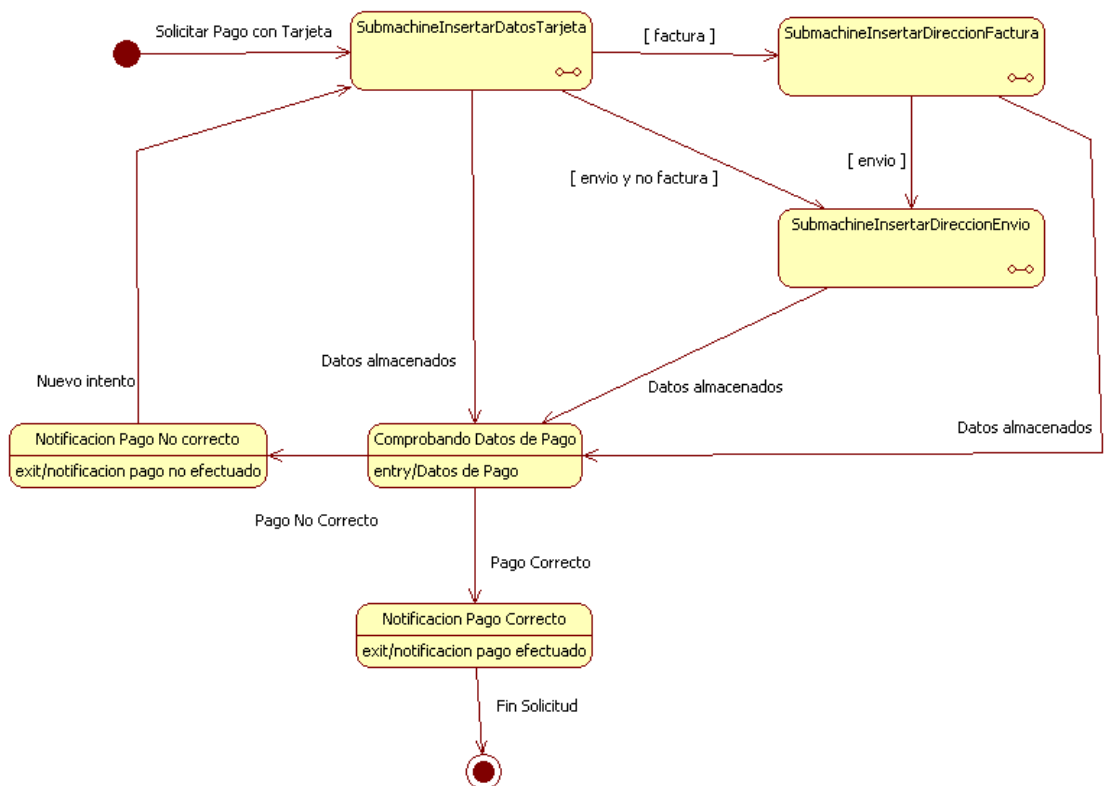 Solicitar Pago con Tarjeta
SubmachineInsertarDatosTarjeta
[ factura ]
SubmachineInsertarDireccionFactura
[ envio y no factura ]
[ envio ]
SubmachineInsertarDireccionEnvio
Nuevo intento
Datos almacenados
Datos almacenados
Datos almacenados
Notificacion Pago No correcto
exit/notificacion pago no efectuado
Comprobando Datos de Pago
entry/Datos de Pago
Pago No Correcto
Pago Correcto
Notificacion Pago Correcto
exit/notificacion pago efectuado
Fin Solicitud